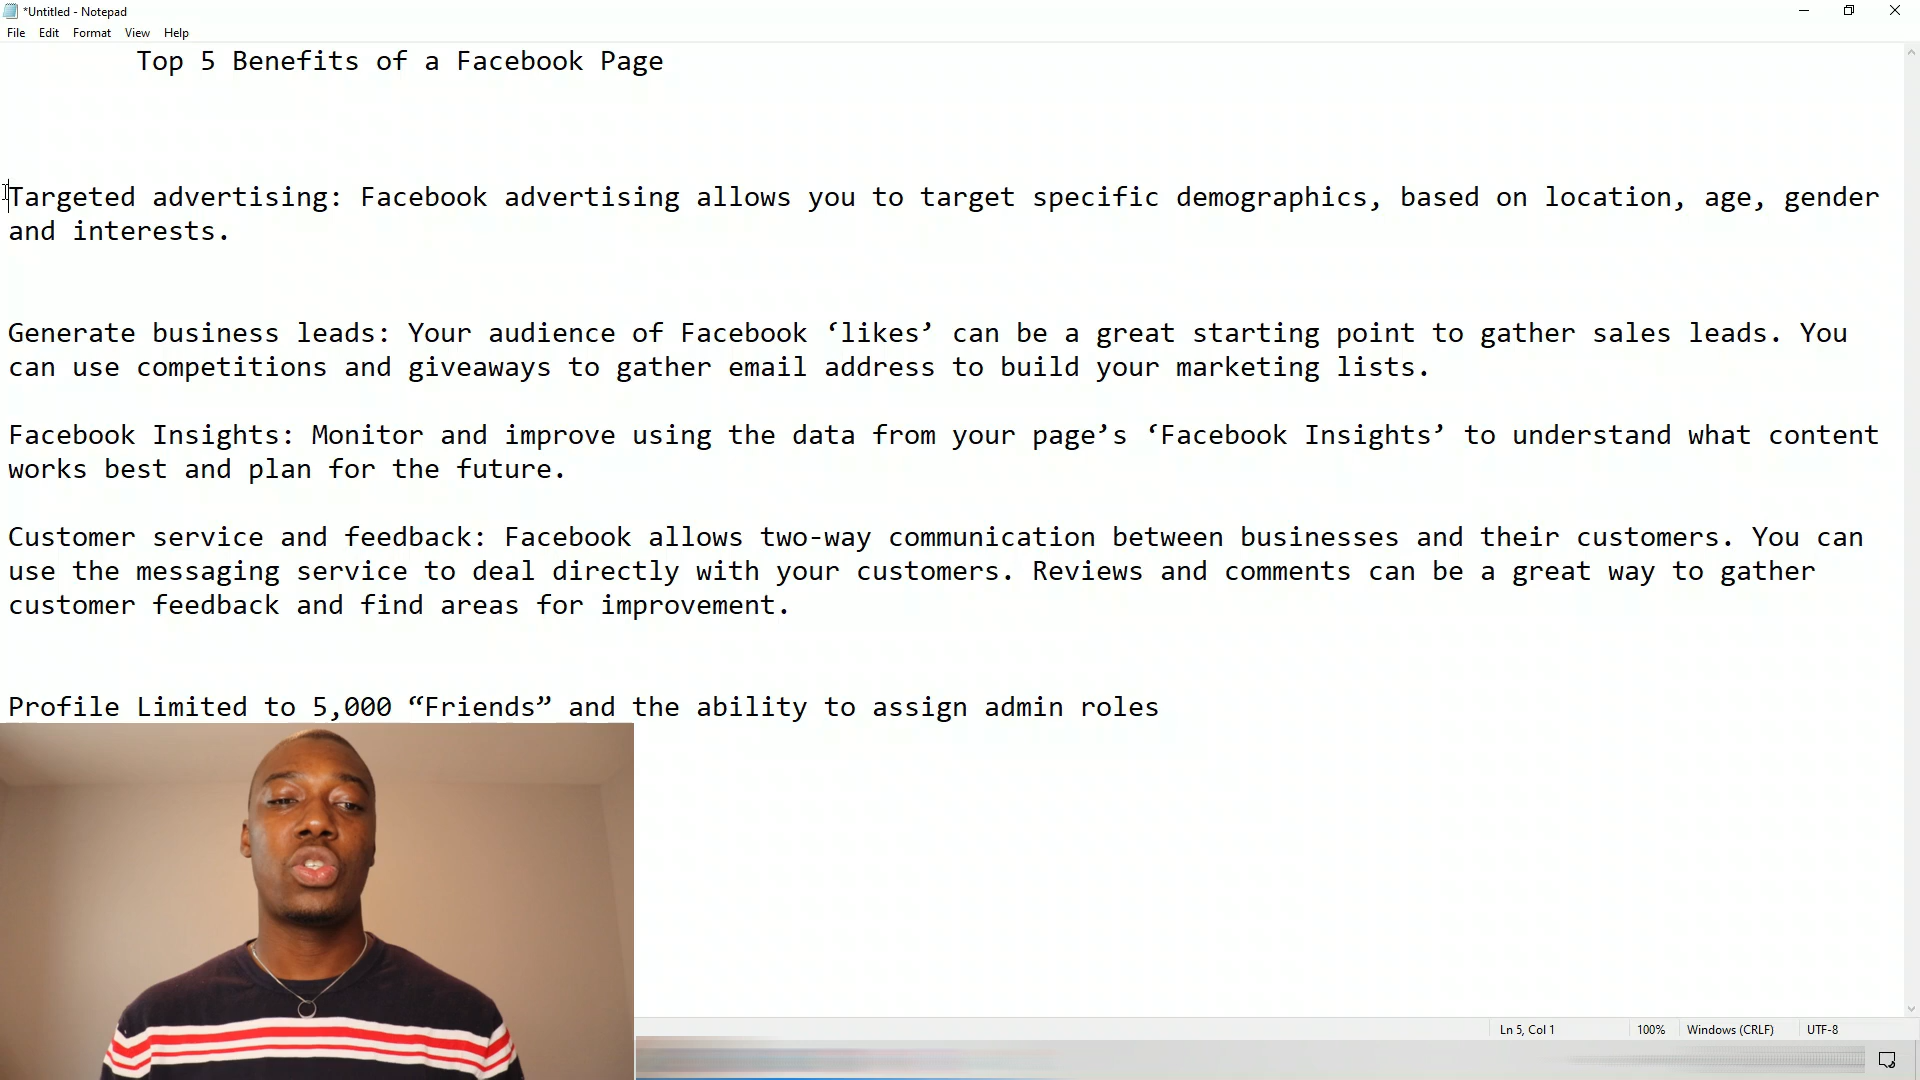 *Untitled - Notepad
File Edit Format View Help
Top 5 Benefits of a Facebook Page
Targeted advertising: Facebook advertising allows you to target specific demographics, based on location, age, gender
and interests.
Generate business leads: Your audience of Facebook ‘likes’ can be a great starting point to gather sales leads. You
can use competitions and giveaways to gather email address to build your marketing lists.
Facebook Insights: Monitor and improve using the data from your page’s ‘Facebook Insights’ to understand what content
works best and plan for the future.
Customer service and feedback: Facebook allows two-way communication between businesses and their customers. You can
use the messaging service to deal directly with your customers. Reviews and comments can be a great way to gather
customer feedback and find areas for improvement.
Profile Limited to 5,000 “Friends” and the ability to assign admin roles
Ln 5, Col 1 100% Windows (CRLF) UTF-8